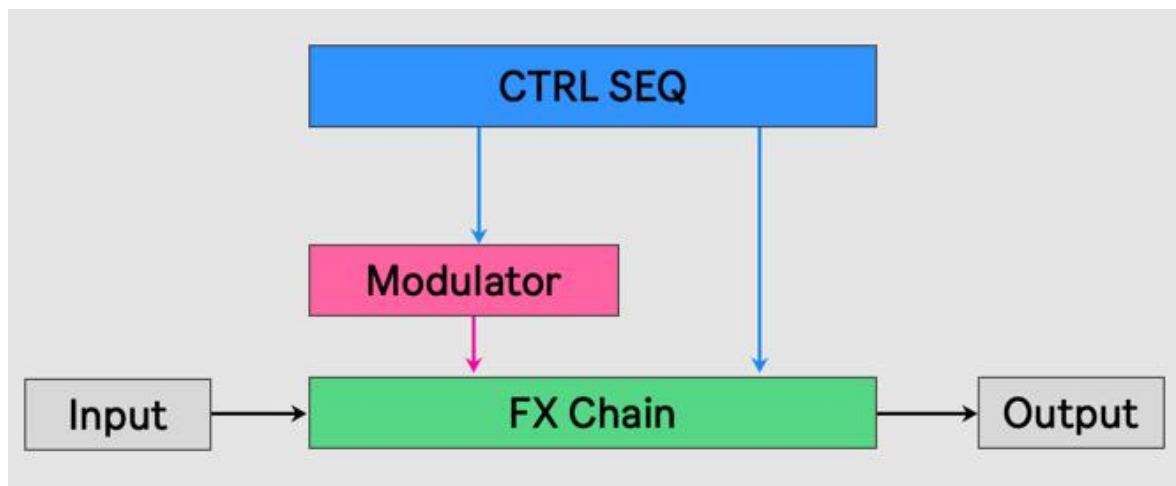 CTRL SEQ
Modulator
Input
FX Chain
Output